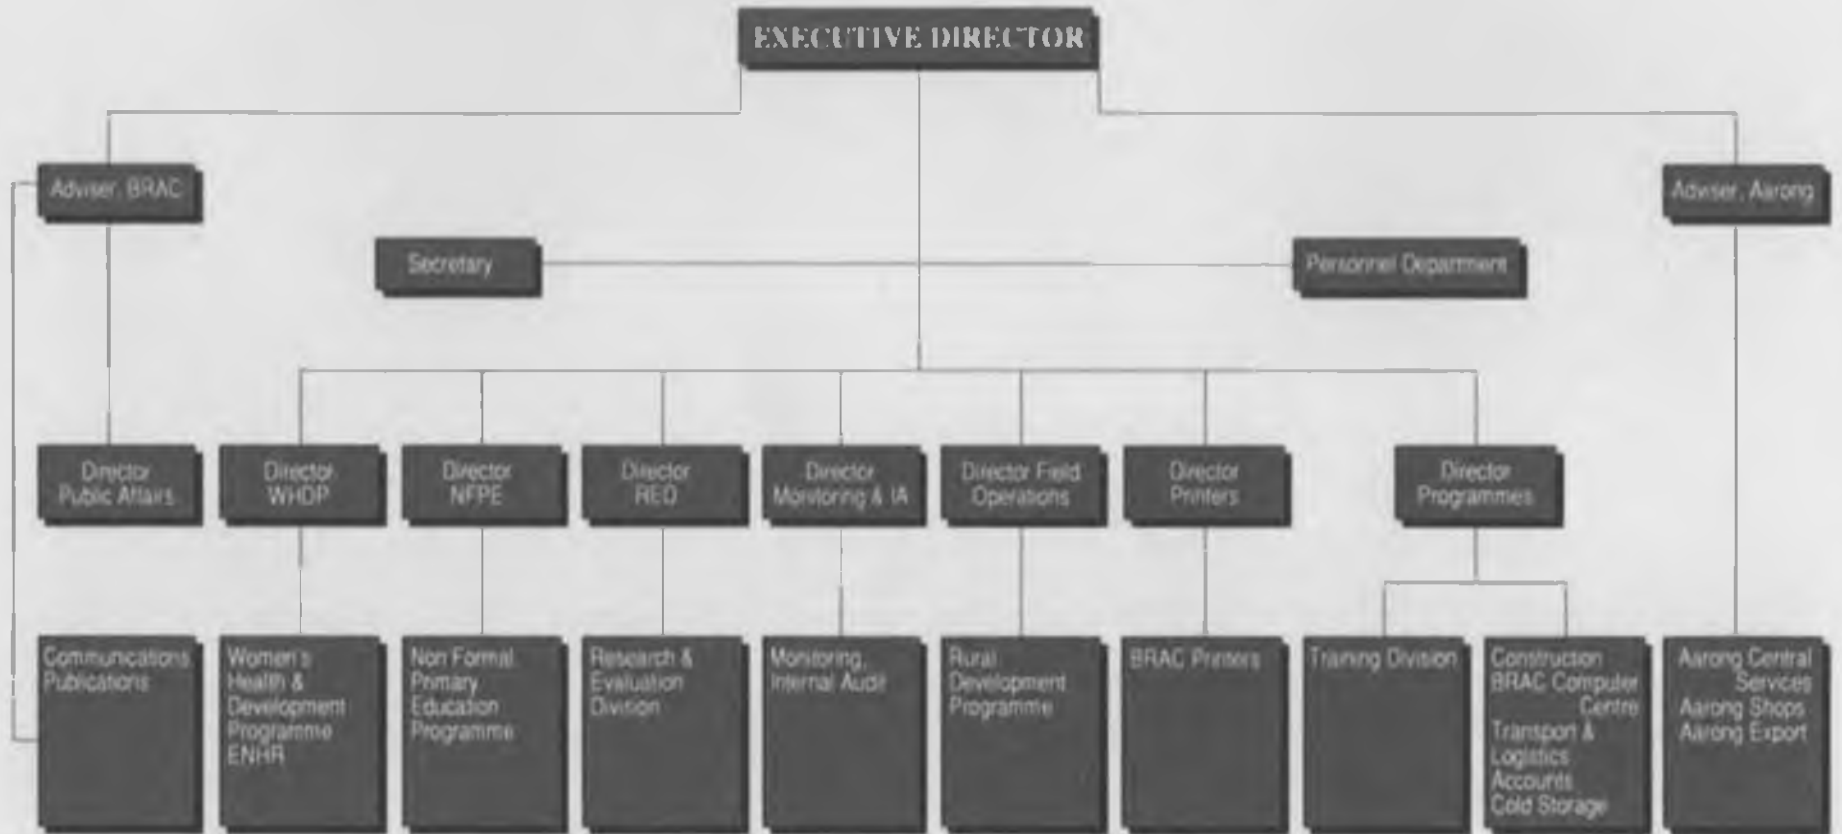 EXECUTIVE DIRECTOR
Adviser, BRAC
Adviser, Aarong
Secretary
Personnel Department
Director
Public Affairs
Director
WHDP
Director
NFPE
Director
RED
Director
Monitoring & IA
Director Field
Operations
Director
Printers
Director
Programmes
Communications
Publications
Women's
Health &
Development
Programme
ENHR
Non Formal
Primary
Education
Programme
Research &
Evaluation
Division
Monitoring,
Internal Audit
Rural
Development
Programme
BRAC Printers
Training Division
Construction
BRAC Computer
Centre
Transport &
Logistics
Accounts
Cold Storage
Aarong Central
Services
Aarong Shops
Aarong Export